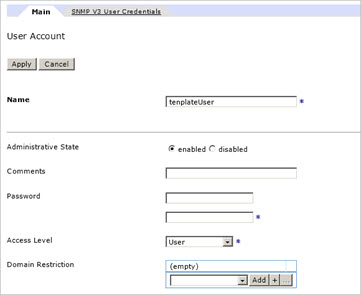 Main SNMP V3 User Credentials
User Account
Apply Cancel
Name tenplateUser *
Administrative State enabled disabled
Comments
Password
*
Access Level User *
Domain Restriction (empty)
Add + ...